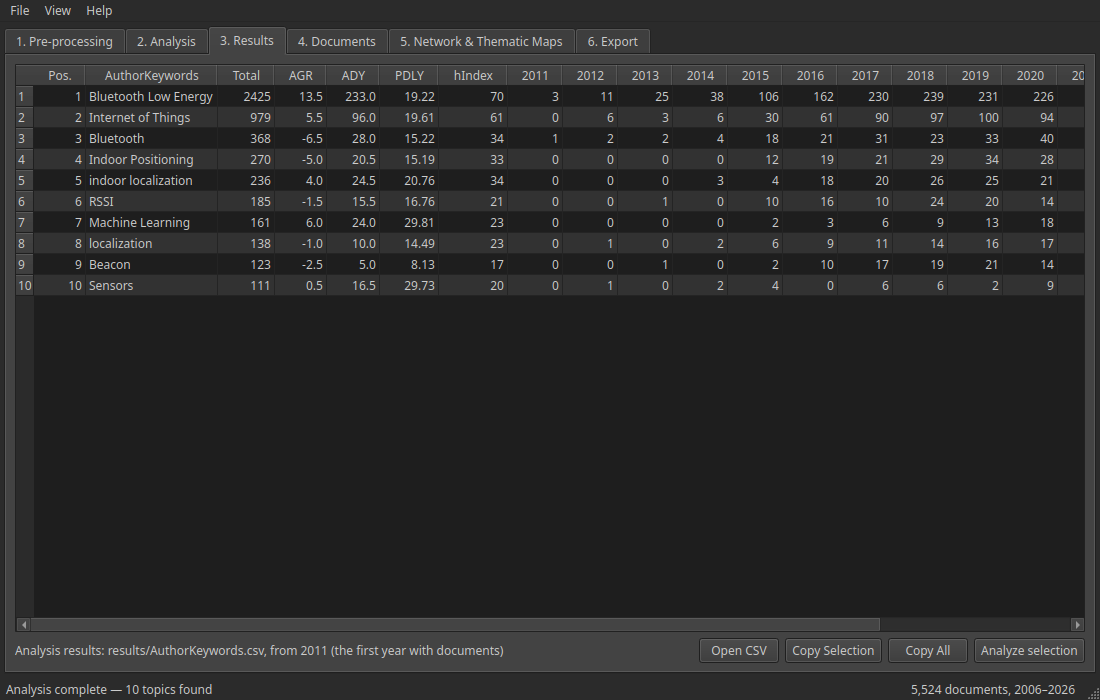 File View Help
1. Pre-processing 2. Analysis 3. Results 4. Documents 5. Network & Thematic Maps 6. Export
Pos. AuthorKeywords Total AGR ADY PDLY hIndex 2011 2012 2013 2014 2015 2016 2017 2018 2019 2020 20
1 1 Bluetooth Low Energy 2425 13.5 233.0 19.22 70 3 11 25 38 106 162 230 239 231 226
2 2 Internet of Things 979 5.5 96.0 19.61 61 0 6 3 6 30 61 90 97 100 94
3 3 Bluetooth 368 -6.5 28.0 15.22 34 1 2 2 4 18 21 31 23 33 40
4 4 Indoor Positioning 270 -5.0 20.5 15.19 33 0 0 0 0 12 19 21 29 34 28
5 5 indoor localization 236 4.0 24.5 20.76 34 0 0 0 3 4 18 20 26 25 21
6 6 RSSI 185 -1.5 15.5 16.76 21 0 0 1 0 10 16 10 24 20 14
7 7 Machine Learning 161 6.0 24.0 29.81 23 0 0 0 0 2 3 6 9 13 18
8 8 localization 138 -1.0 10.0 14.49 23 0 1 0 2 6 9 11 14 16 17
9 9 Beacon 123 -2.5 5.0 8.13 17 0 0 1 0 2 10 17 19 21 14
10 10 Sensors 111 0.5 16.5 29.73 20 0 1 0 2 4 0 6 6 2 9
Analysis results: results/AuthorKeywords.csv, from 2011 (the first year with documents) Open CSV Copy Selection Copy All Analyze selection
Analysis complete — 10 topics found 5,524 documents, 2006–2026